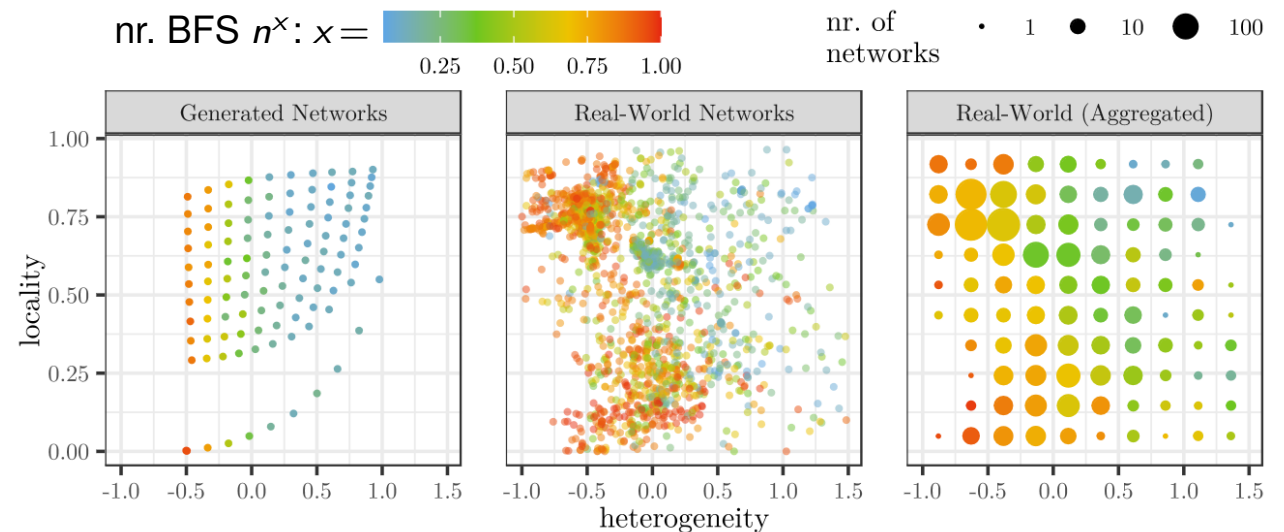 nr. BFS n^x: x=
0.25 0.50 0.75 1.00
nr. of
networks
1 10 100
Generated Networks
Real-World Networks
Real-World (Aggregated)
locality
1.00
0.75
0.50
0.25
0.00
-1.0 -0.5 0.0 0.5 1.0 1.5
-1.0 -0.5 0.0 0.5 1.0 1.5
-1.0 -0.5 0.0 0.5 1.0 1.5
heterogeneity